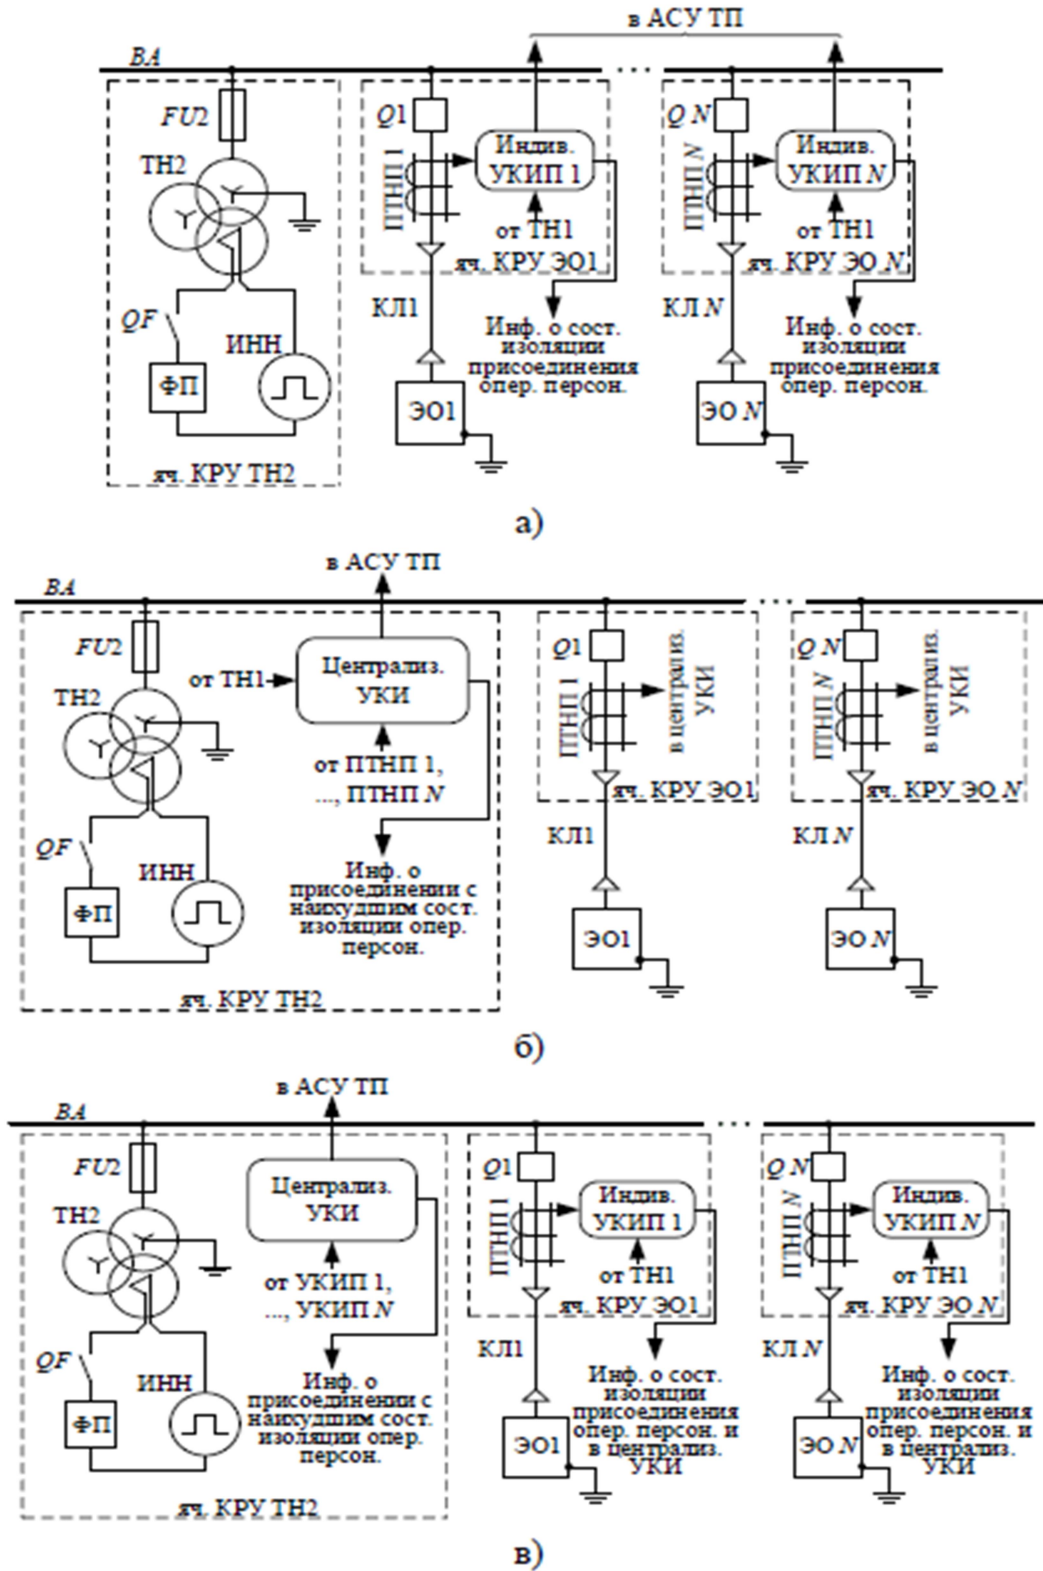 в АСУ ТП
BA
FU2
ТН2
QF
ИНН
ФП
яч. КРУ ТН2
Q1
ПТНП 1
Индив.
УКИП 1
от ТН1
яч. КРУ ЭО1
КЛ1
Инф. о сост.
изоляции
присоединения
опер. персон.
ЭО1
...
Q N
ПТНП N
Индив.
УКИП N
от ТН1
яч. КРУ ЭО N
КЛ N
Инф. о сост.
изоляции
присоединения
опер. персон.
ЭО N
а)
в АСУ ТП
BA
FU2
ТН2
от ТН1
Централиз.
УКИ
от ПТНП 1,
..., ПТНП N
QF
ИНН
ФП
Инф. о
присоединении с
наихудшим сост.
изоляции опер.
персон.
яч. КРУ ТН2
Q1
ПТНП 1
в централиз.
УКИ
яч. КРУ ЭО1
КЛ1
ЭО1
...
Q N
ПТНП N
в централиз.
УКИ
яч. КРУ ЭО N
КЛ N
ЭО N
б)
в АСУ ТП
BA
FU2
ТН2
Централиз.
УКИ
от УКИП 1,
..., УКИП N
QF
ИНН
ФП
Инф. о
присоединении с
наихудшим сост.
изоляции опер.
персон.
яч. КРУ ТН2
Q1
ПТНП 1
Индив.
УКИП 1
от ТН1
яч. КРУ ЭО1
КЛ1
Инф. о сост.
изоляции
присоединения
опер. персон. и
в централиз.
УКИ
ЭО1
...
Q N
ПТНП N
Индив.
УКИП N
от ТН1
яч. КРУ ЭО N
КЛ N
Инф. о сост.
изоляции
присоединения
опер. персон. и
в централиз.
УКИ
ЭО N
в)